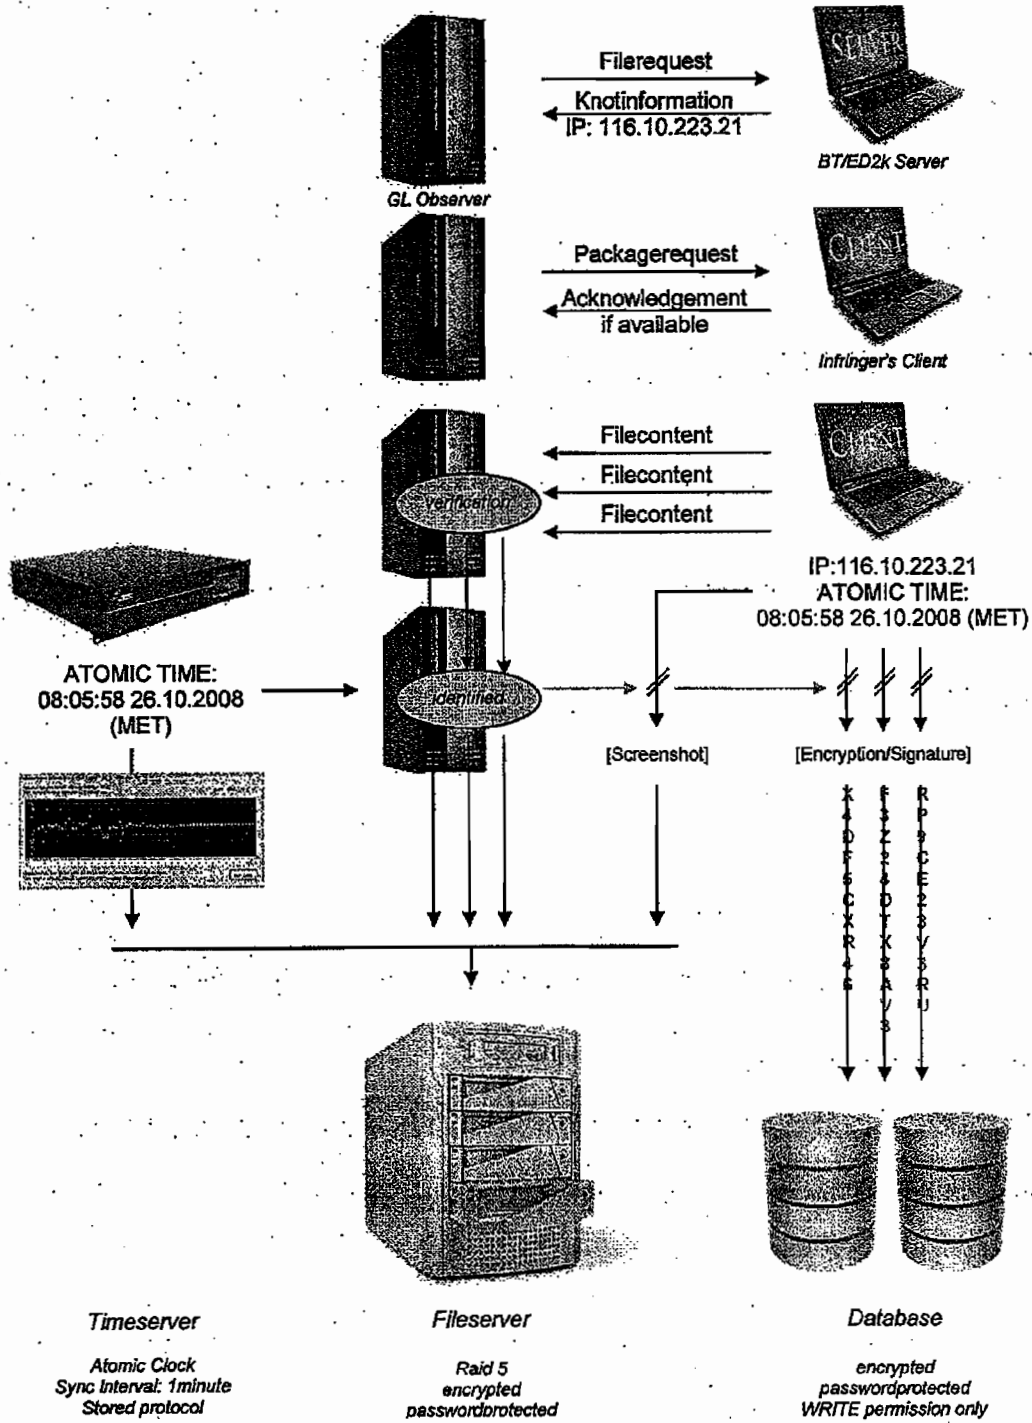 SERVER
Filerequest
Knotinformation
IP: 116.10.223.21
BT/ED2k Server
GL Observer
CLIENT
Packagerequest
Acknowledgement
if available
Infringer's Client
CLIENT
Filecontent
Filecontent
Filecontent
verification
IP:116.10.223.21
ATOMIC TIME:
08:05:58 26.10.2008 (MET)
ATOMIC TIME:
08:05:58 26.10.2008
(MET)
identified
[Screenshot]
[Encryption/Signature]
Timeserver
Fileserver
Database
Atomic Clock
Sync Interval: 1minute
Stored protocol
Raid 5
encrypted
passwordprotected
encrypted
passwordprotected
WRITE permission only